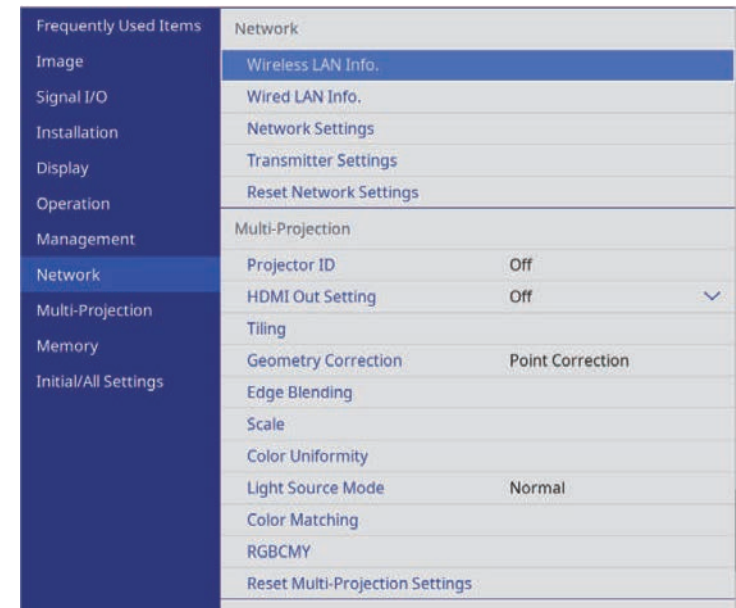 Frequently Used Items
Image
Signal I/O
Installation
Display
Operation
Management
Network
Multi-Projection
Memory
Initial/All Settings
Network
Wireless LAN Info.
Wired LAN Info.
Network Settings
Transmitter Settings
Reset Network Settings
Multi-Projection
Projector ID Off
HDMI Out Setting Off
Tiling
Geometry Correction Point Correction
Edge Blending
Scale
Color Uniformity
Light Source Mode Normal
Color Matching
RGBCMY
Reset Multi-Projection Settings